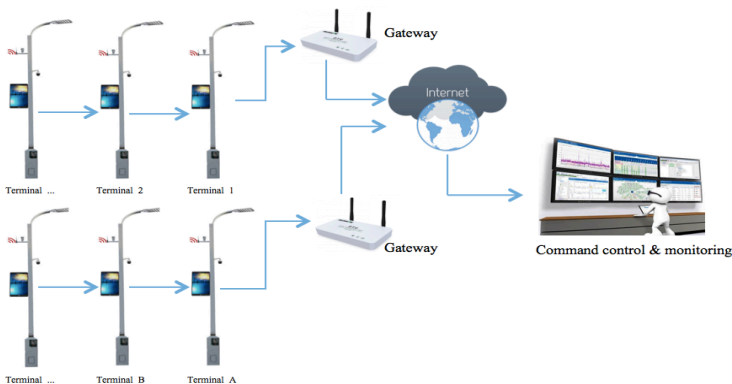 Gateway
Internet
Terminal ...
Terminal 2
Terminal 1
Gateway
Command control & monitoring
Terminal ...
Terminal B
Terminal A